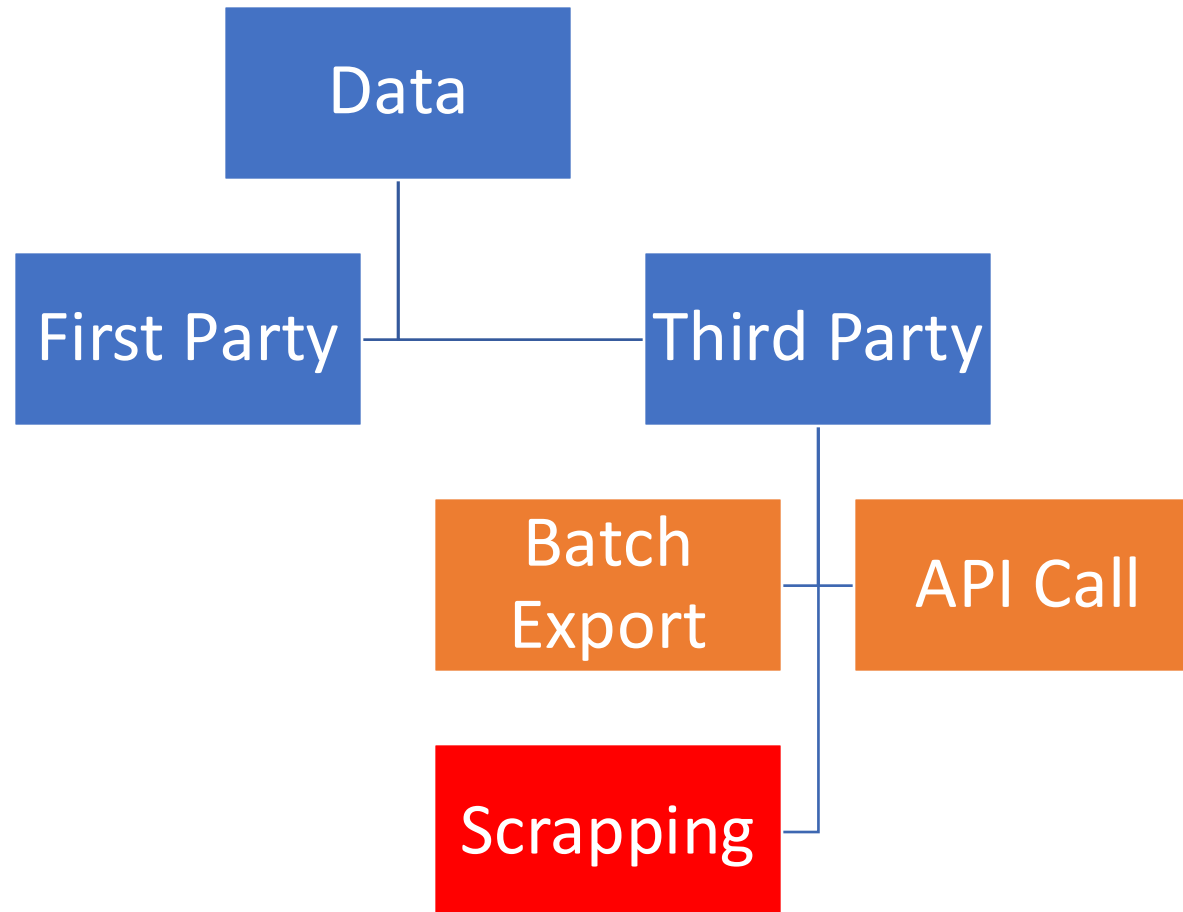 Data
First Party
Third Party
Batch
Export
API Call
Scrapping